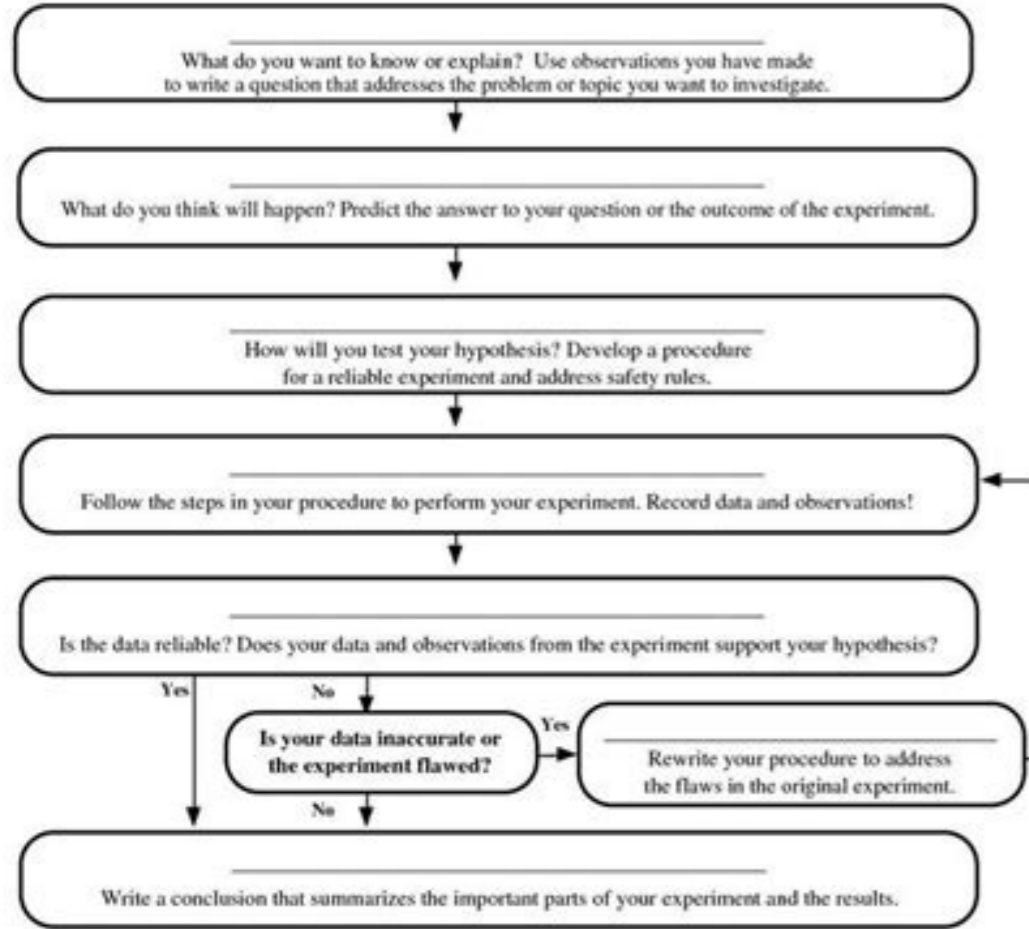 What do you want to know or explain? Use observations you have made
to write a question that addresses the problem or topic you want to investigate.
What do you think will happen? Predict the answer to your question or the outcome of the experiment.
How will you test your hypothesis? Develop a procedure
for a reliable experiment and address safety rules.
Follow the steps in your procedure to perform your experiment. Record data and observations!
Is the data reliable? Does your data and observations from the experiment support your hypothesis?
Yes
No
Is your data inaccurate or
the experiment flawed?
Yes
Rewrite your procedure to address
the flaws in the original experiment.
No
Write a conclusion that summarizes the important parts of your experiment and the results.